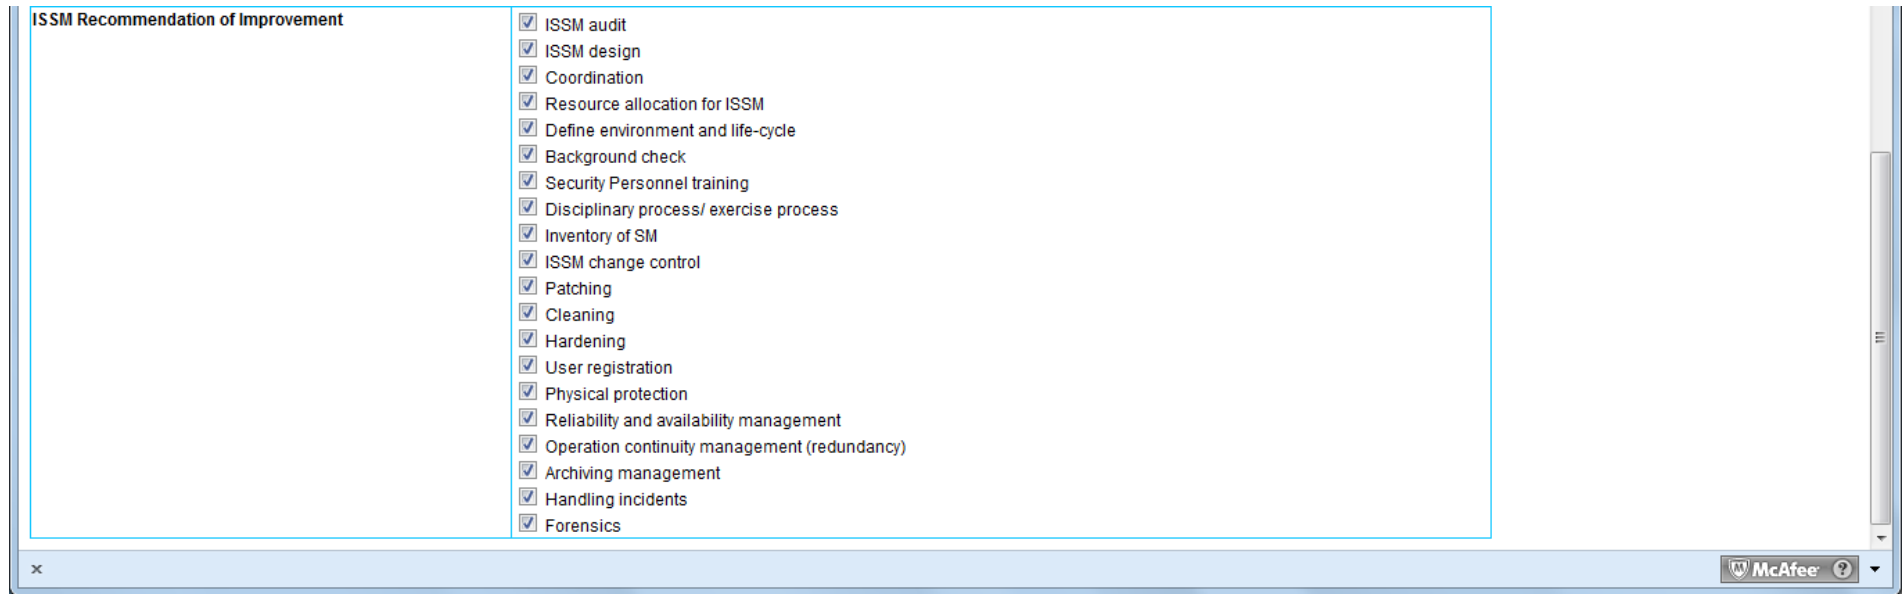 ISSM Recommendation of Improvement
ISSM audit
ISSM design
Coordination
Resource allocation for ISSM
Define environment and life-cycle
Background check
Security Personnel training
Disciplinary process/ exercise process
Inventory of SM
ISSM change control
Patching
Cleaning
Hardening
User registration
Physical protection
Reliability and availability management
Operation continuity management (redundancy)
Archiving management
Handling incidents
Forensics
McAfee